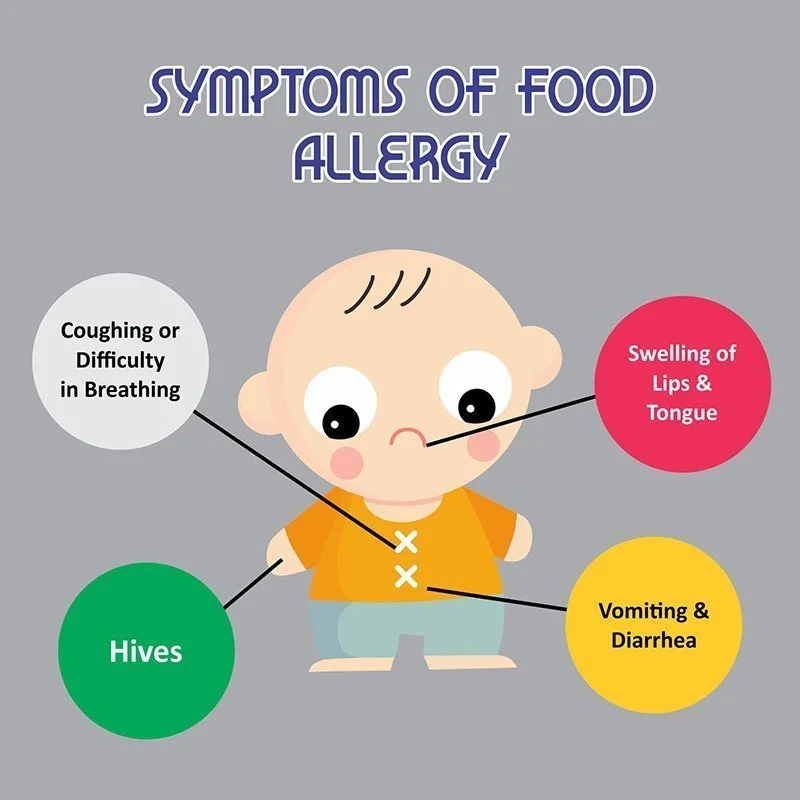 SYMPTOMS OF FOOD
ALLERGY
Coughing or
Difficulty
in Breathing
Swelling of
Lips &
Tongue
Hives
Vomiting &
Diarrhea